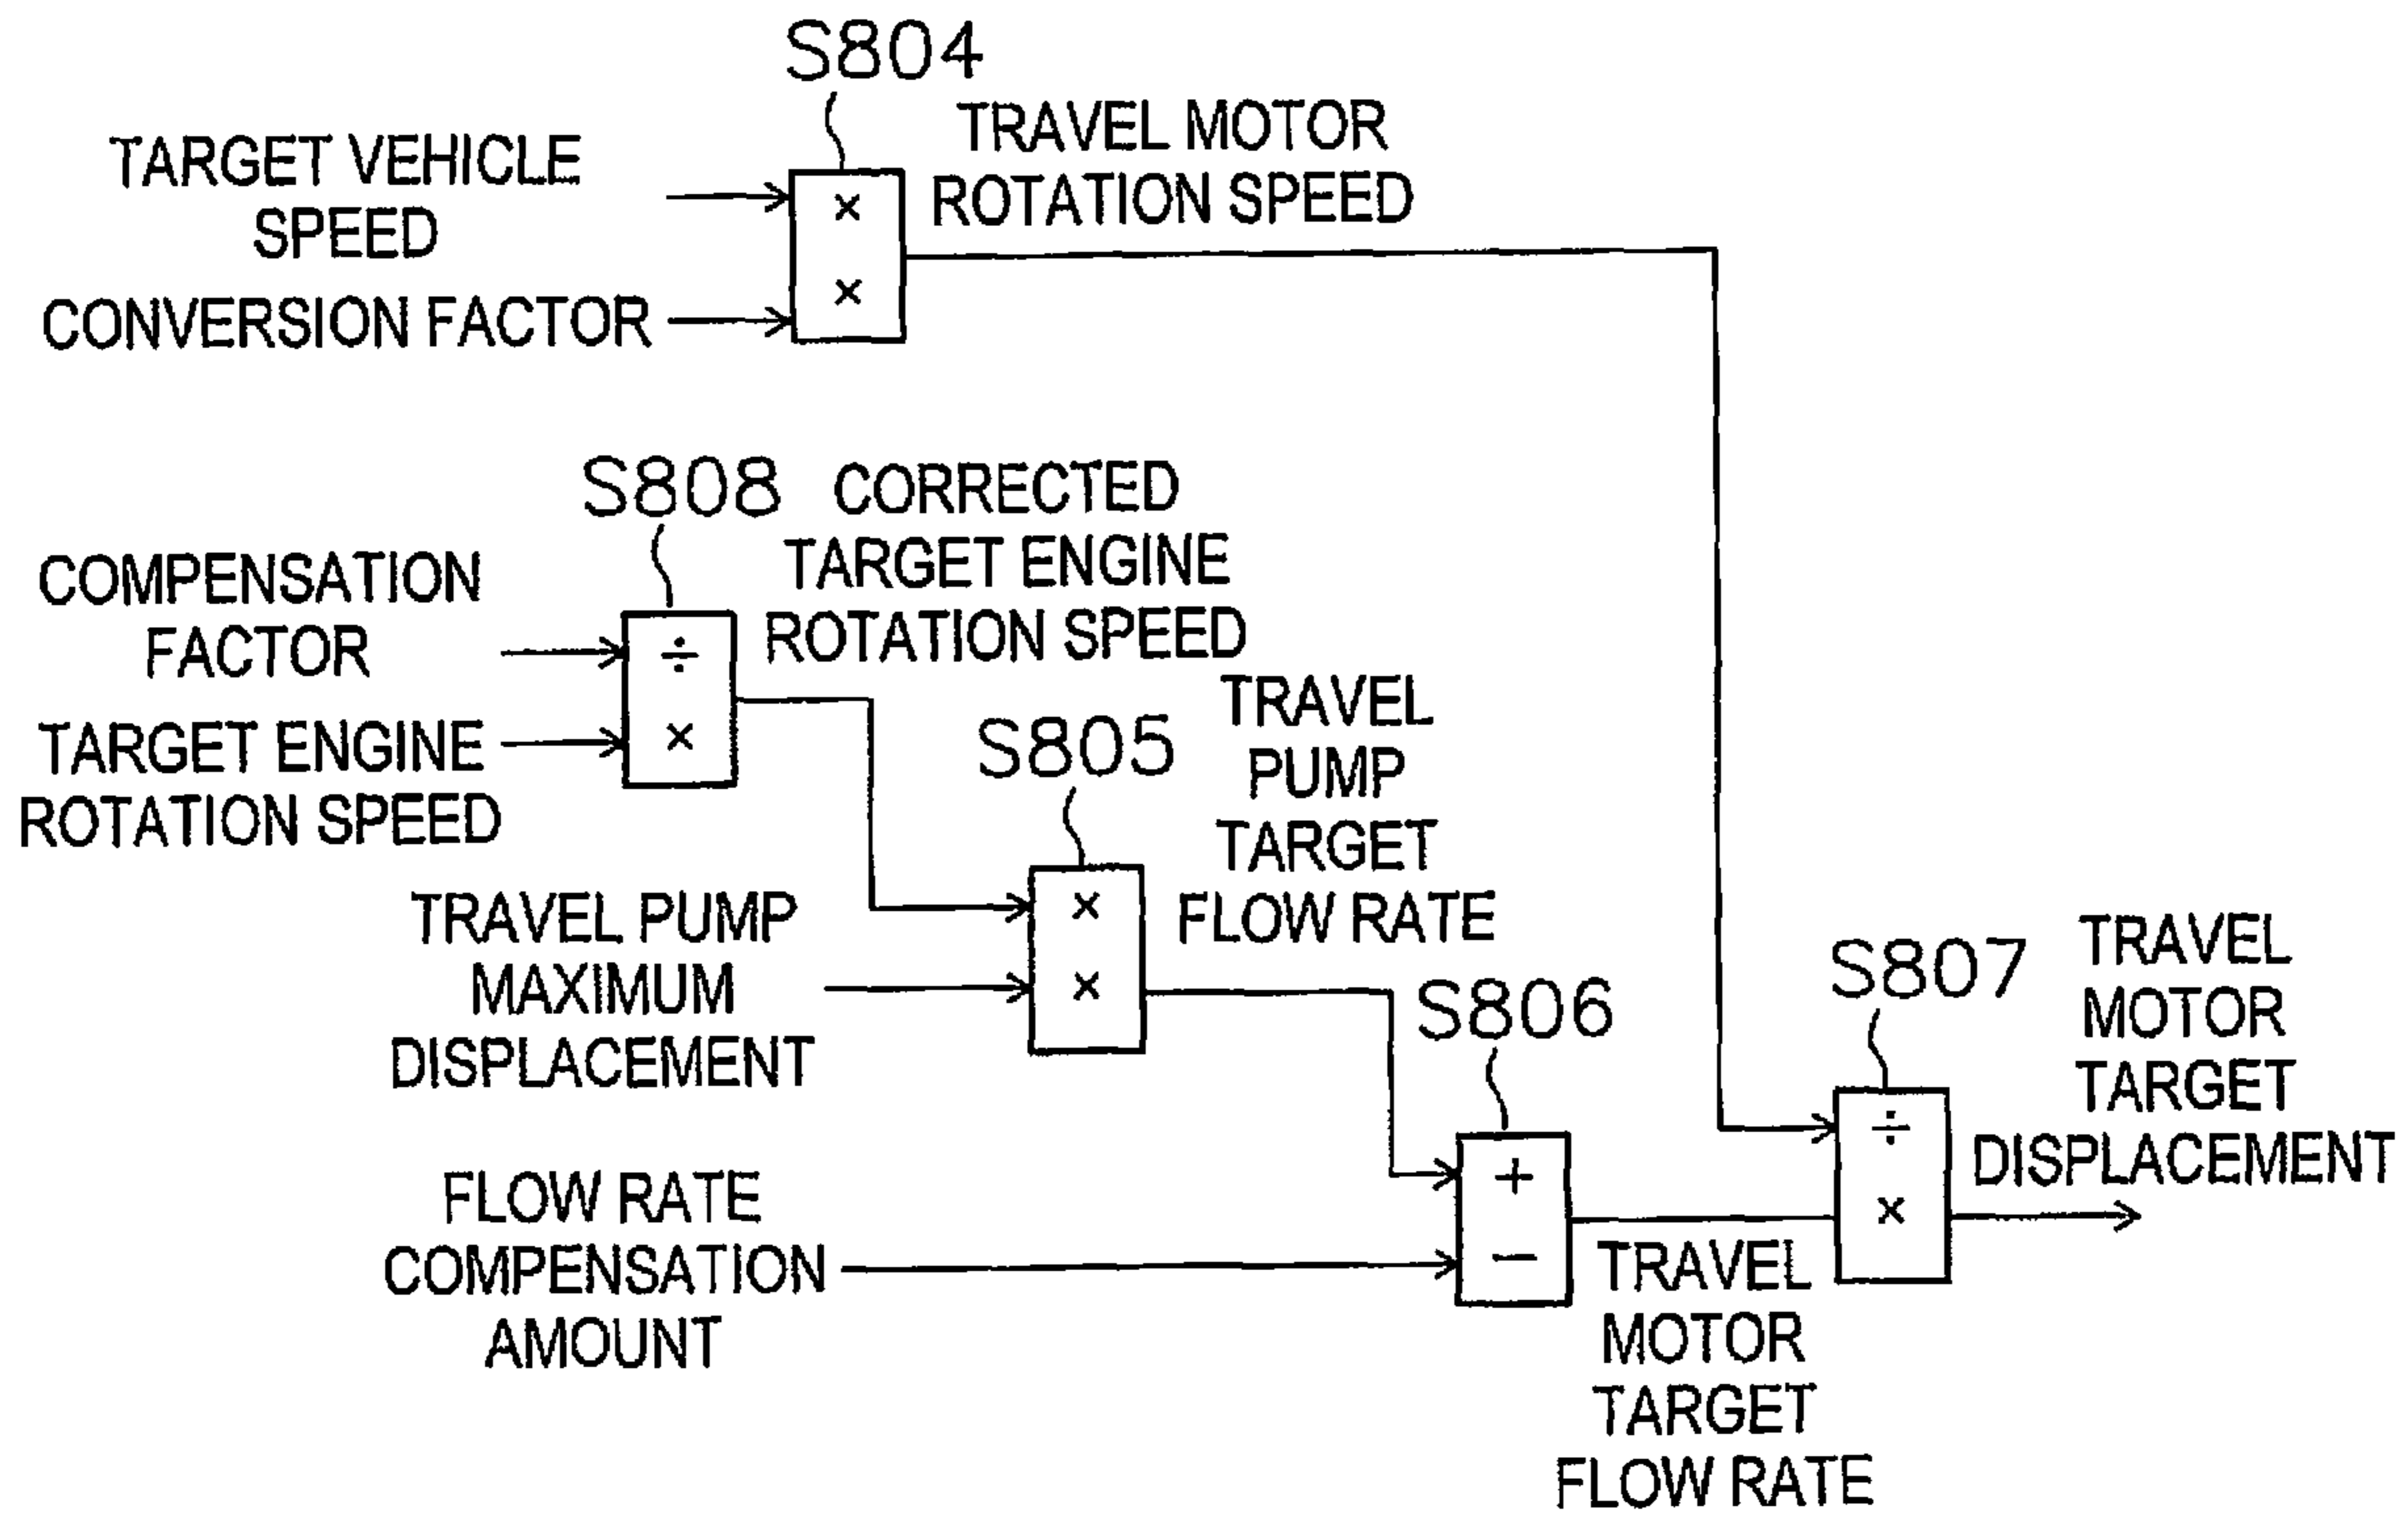 S804
TRAVEL MOTOR
ROTATION SPEED
TARGET VEHICLE
SPEED
×
CONVERSION FACTOR
×
S808
CORRECTED
TARGET ENGINE
ROTATION SPEED
COMPENSATION
FACTOR
÷
TARGET ENGINE
ROTATION SPEED
×
S805
TRAVEL
PUMP
TARGET
FLOW RATE
×
TRAVEL PUMP
MAXIMUM
DISPLACEMENT
×
S806
+
−
FLOW RATE
COMPENSATION
AMOUNT
TRAVEL
MOTOR
TARGET
FLOW RATE
S807
÷
×
TRAVEL
MOTOR
TARGET
DISPLACEMENT